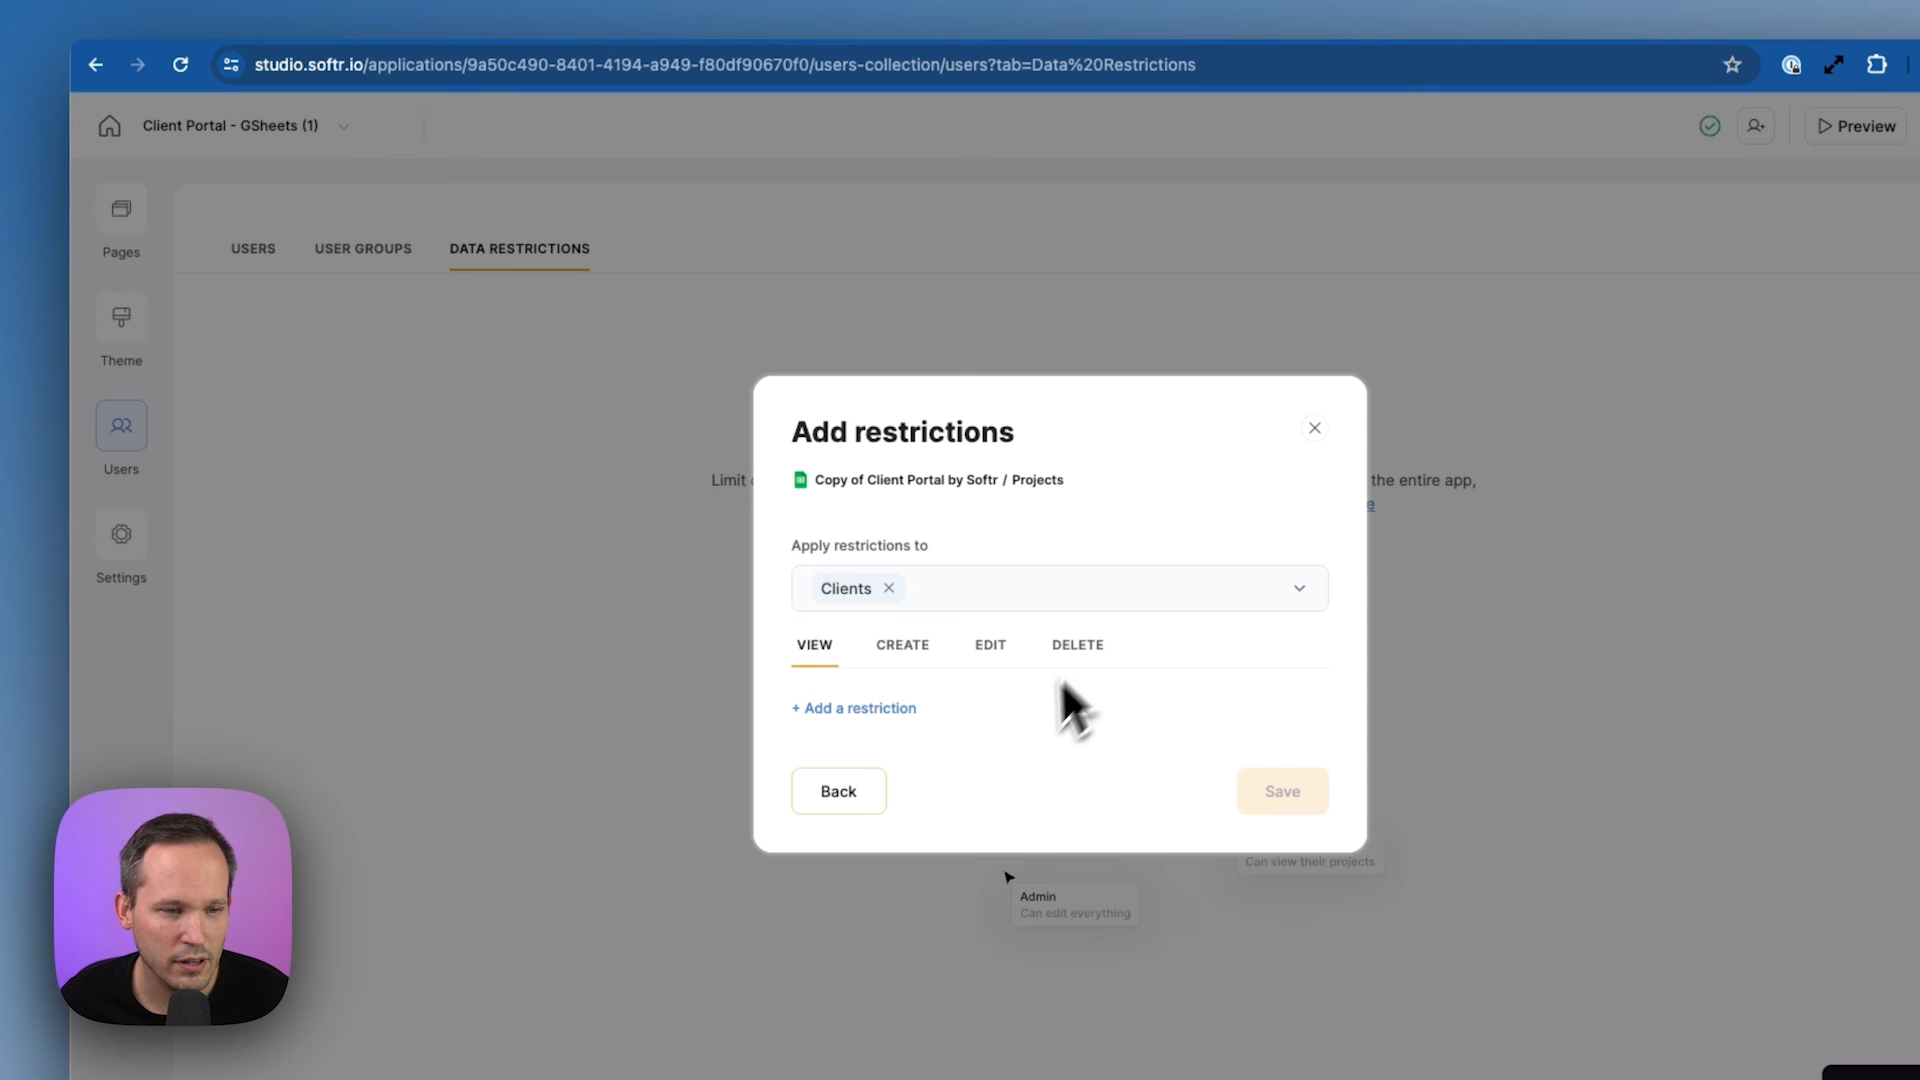 studio.softr.io/applications/9a50c490-8401-4194-a949-f80df90670f0/users-collection/users?tab=Data%20Restrictions
Client Portal - GSheets (1)
Preview
Pages
Theme
Users
Settings
USERS
USER GROUPS
DATA RESTRICTIONS
Limit
the entire app,
Add restrictions
Copy of Client Portal by Softr / Projects
Apply restrictions to
Clients
VIEW
CREATE
EDIT
DELETE
+ Add a restriction
Back
Save
Can view their projects
Admin
Can edit everything